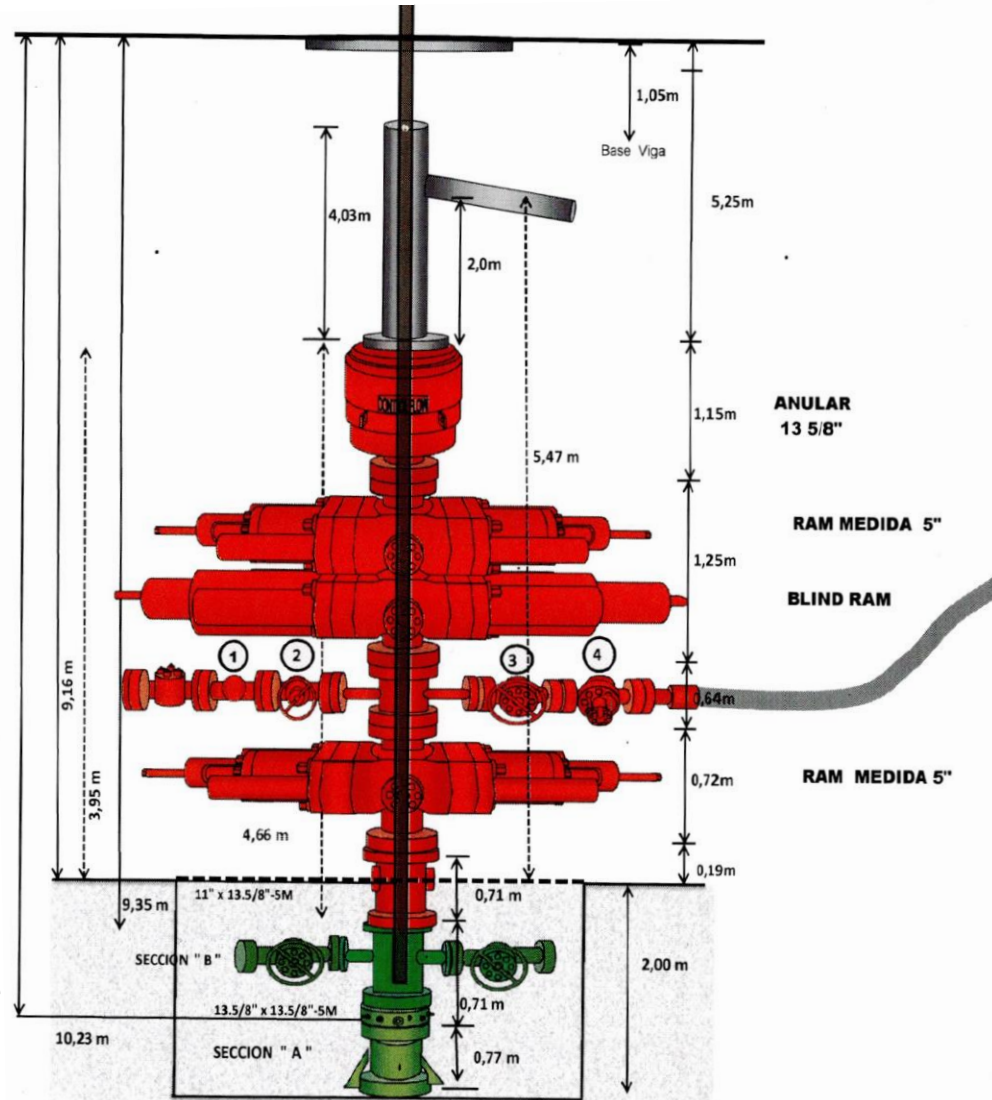 1,05m
Base Viga
5,25m
4,03m
2,0m
1,15m
ANULAR
13 5/8"
5,47 m
RAM MEDIDA 5"
1,25m
BLIND RAM
1
2
3
4
0,64m
9,16 m
3,95 m
0,72m
RAM MEDIDA 5"
4,66 m
0,19m
11" x 13.5/8"-5M
0,71 m
9,35 m
SECCION "B"
2,00 m
13.5/8" x 13.5/8"-5M
0,71 m
10,23 m
SECCION " A "
0,77 m